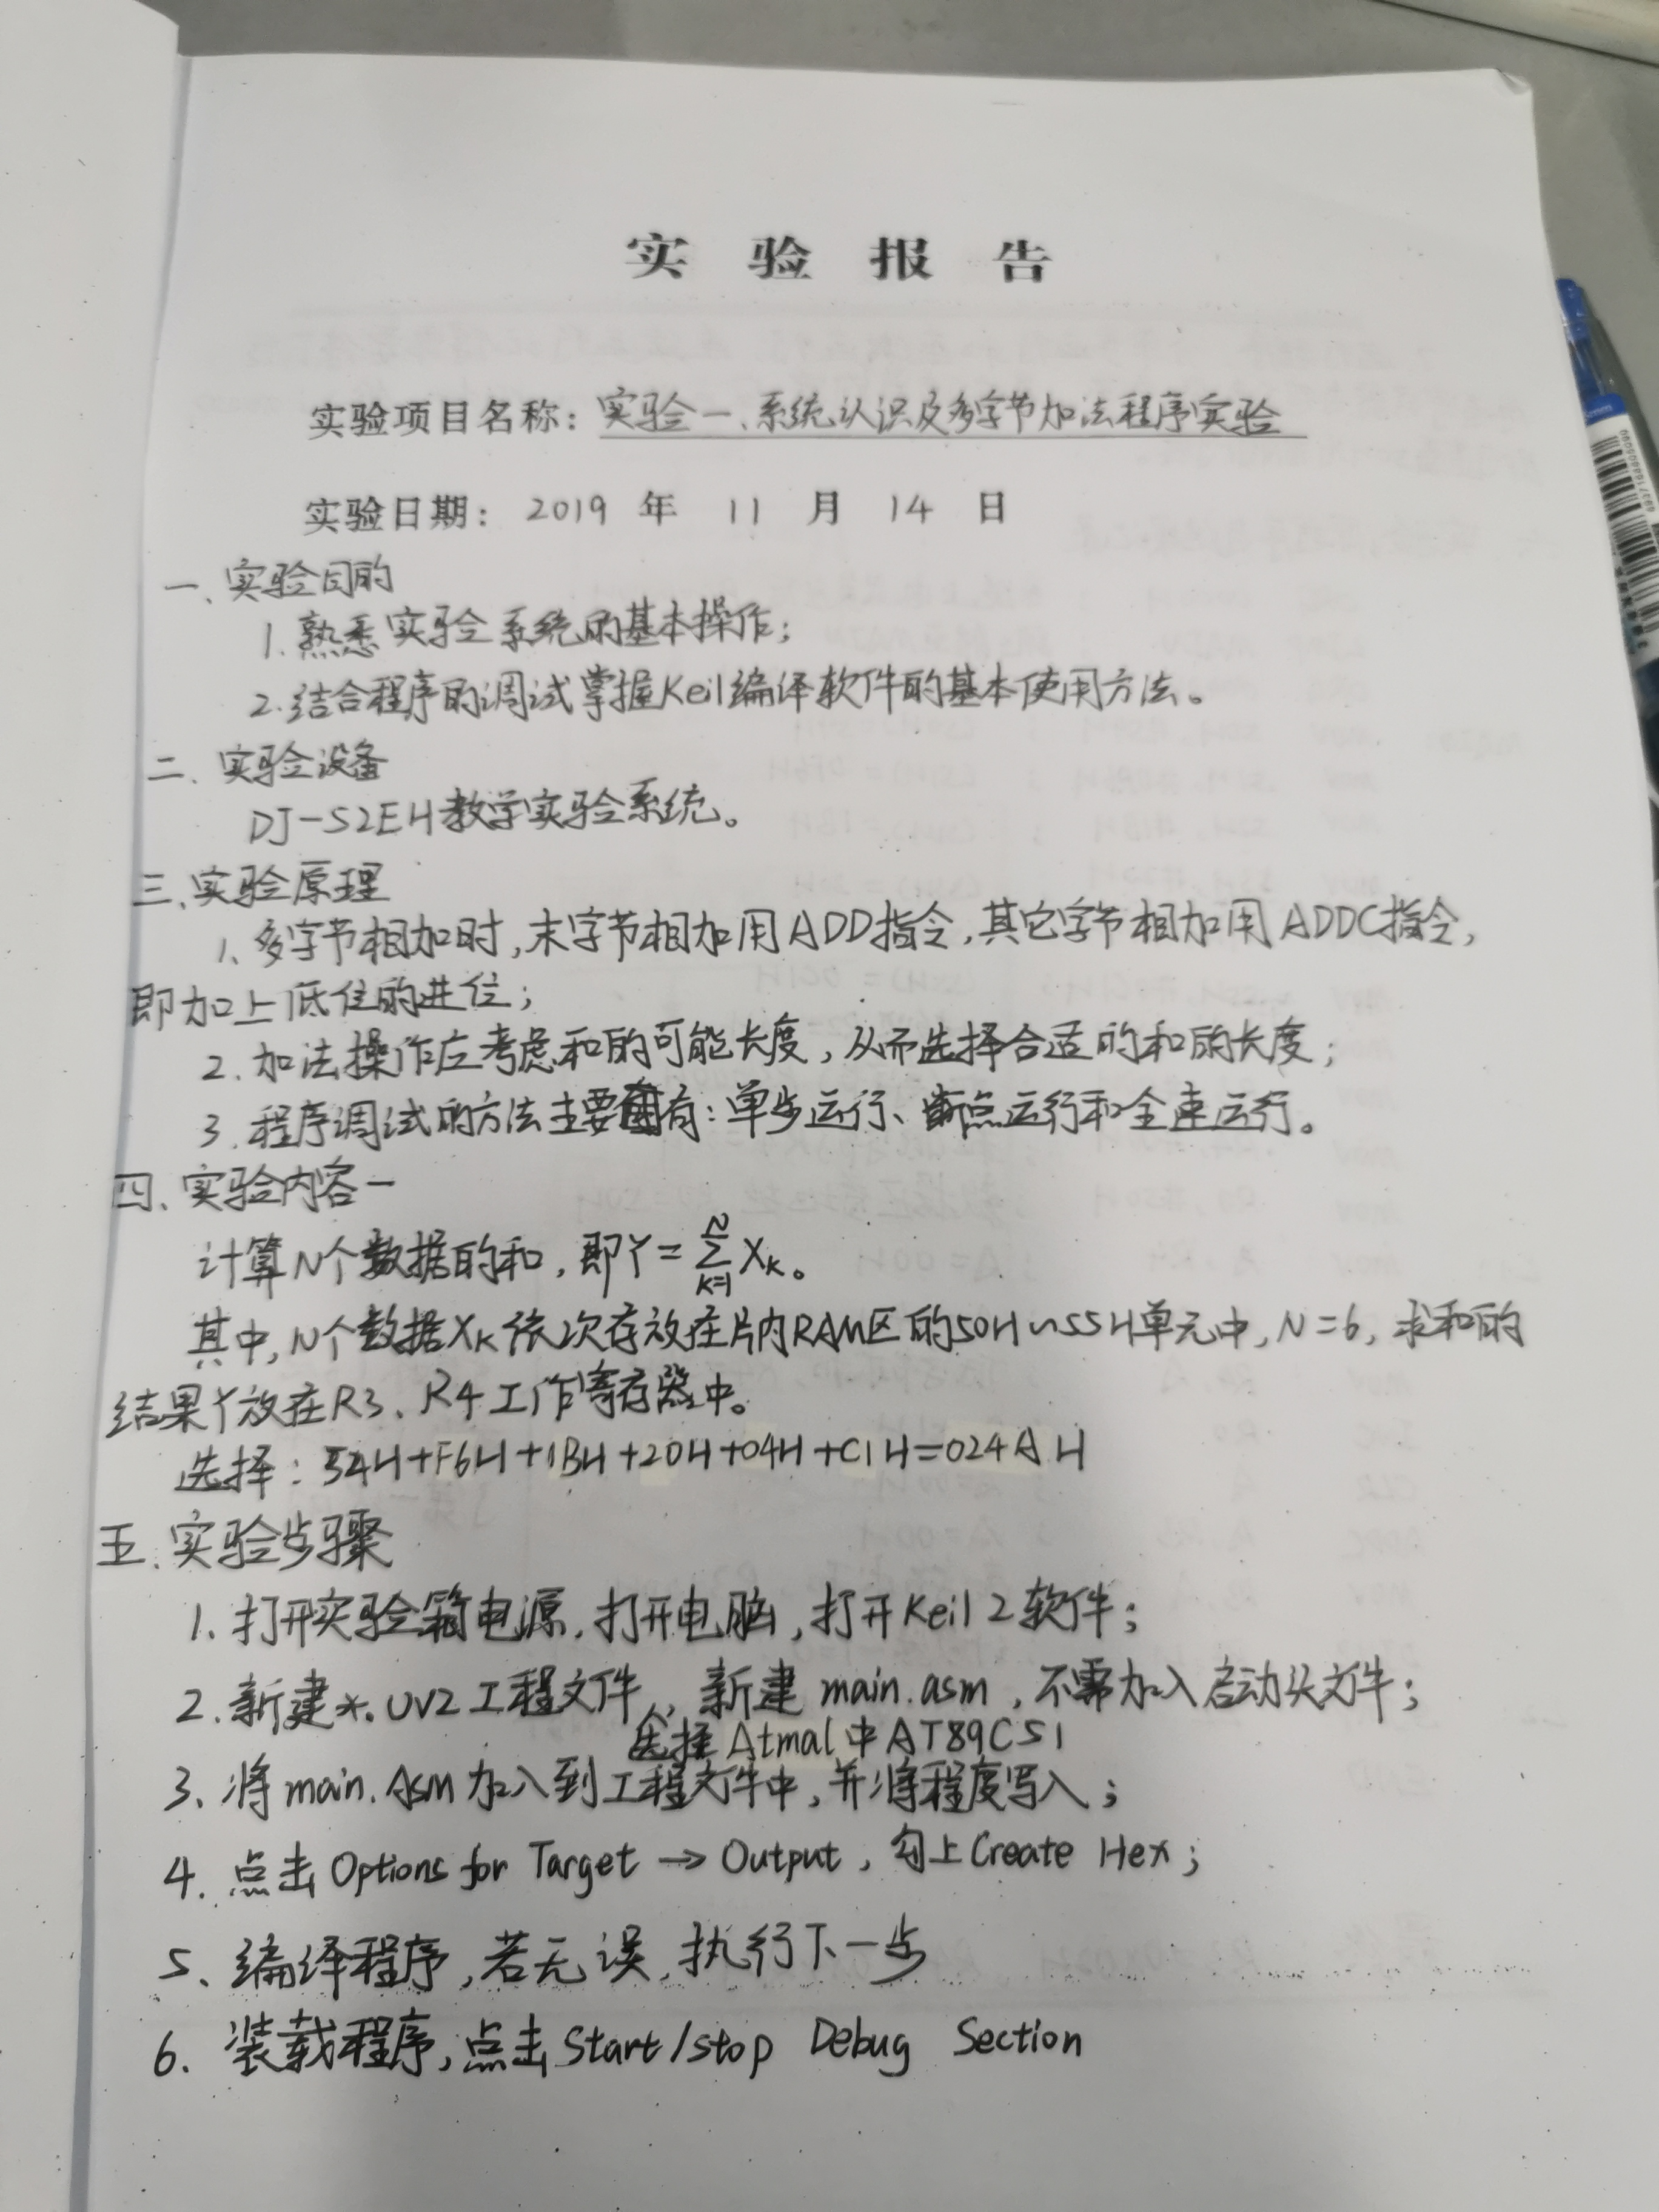 实验报告
实验项目名称：实验一、系统认识及多字节加法程序实验
实验日期：2019 年 11 月 14 日
一、实验目的
1. 熟悉实验系统的基本操作；
2. 结合程序的调试掌握Keil编译软件的基本使用方法。
二、实验设备
DJ-S2EH教学实验系统。
三、实验原理
1、多字节相加时，末字节相加用ADD指令，其它字节相加用ADDC指令，
即加上低位的进位；
2. 加法操作应考虑和的可能长度，从而选择合适的和的长度；
3. 程序调试的方法主要有：单步运行、断点运行和全速运行。
四、实验内容一
计算N个数据的和，即Y=∑_{K=1}^{N} X_K。
其中，N个数据X_K依次存放在片内RAM区的50H~55H单元中，N=6，求和的
结果Y放在R3、R4工作寄存器中。
选择：54H+F6H+1BH+20H+04H+C1H=024AH
五、实验步骤
1、打开实验箱电源，打开电脑，打开Keil 2软件；
2. 新建*.UV2工程文件，新建main.asm，不需加入启动头文件；
选择Atmal中AT89C51
3、将main.Asm加入到工程文件中，并将程度写入；
4. 点击Options for Target → Output，勾上Create Hex；
5、编译程序，若无误，执行下一步
6. 装载程序，点击Start/stop Debug Section